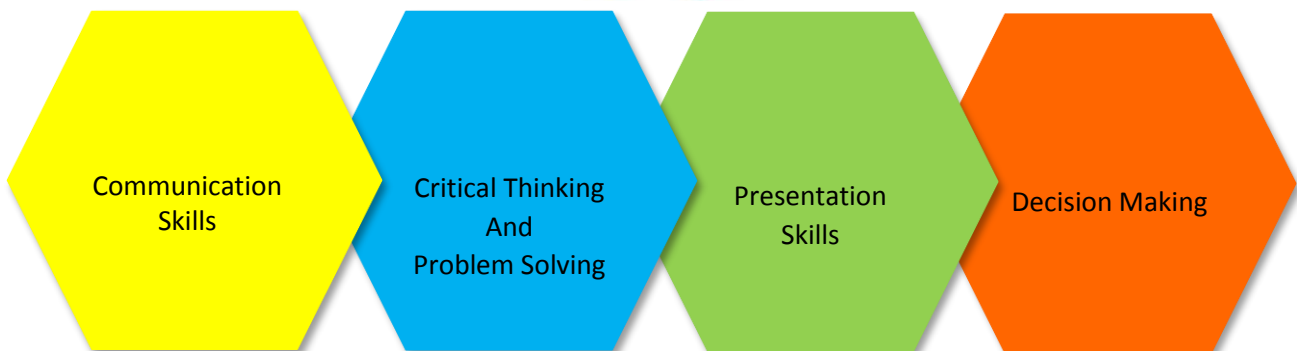 Communication
Skills
Critical Thinking
And
Problem Solving
Presentation
Skills
Decision Making